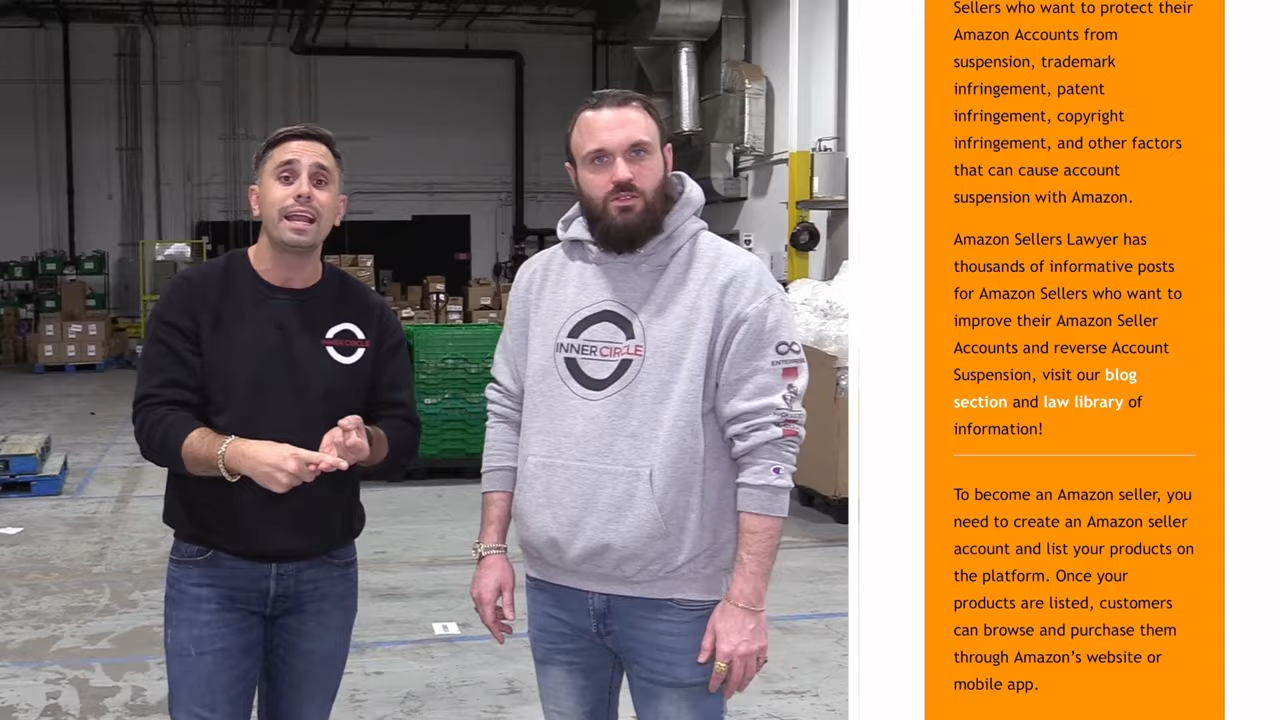 INNERCIRCLE
INNERCIRCLE
ENTERPRISE
Sellers who want to protect their
Amazon Accounts from
suspension, trademark
infringement, patent
infringement, copyright
infringement, and other factors
that can cause account
suspension with Amazon.
Amazon Sellers Lawyer has
thousands of informative posts
for Amazon Sellers who want to
improve their Amazon Seller
Accounts and reverse Account
Suspension, visit our blog
section and law library of
information!
To become an Amazon seller, you
need to create an Amazon seller
account and list your products on
the platform. Once your
products are listed, customers
can browse and purchase them
through Amazon’s website or
mobile app.